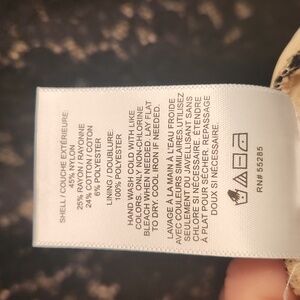 SHELL / COUCHE EXTÉRIEURE:
45% NYLON
25% RAYON / RAYONNE
24% COTTON / COTON
6% POLYESTER
LINING / DOUBLURE:
100% POLYESTER
HAND WASH COLD WITH LIKE
COLORS. ONLY NON-CHLORINE
BLEACH WHEN NEEDED. LAY FLAT
TO DRY. COOL IRON IF NEEDED.
LAVAGE À LA MAIN À L'EAU FROIDE
AVEC COULEURS SIMILAIRES.UTILISEZ
SEULEMENT DU JAVELLISANT SANS
CHLORE SI NÉCESSAIRE. ÉTENDRE
À PLAT POUR SÉCHER. REPASSAGE
DOUX SI NÉCESSAIRE.
RN# 55285